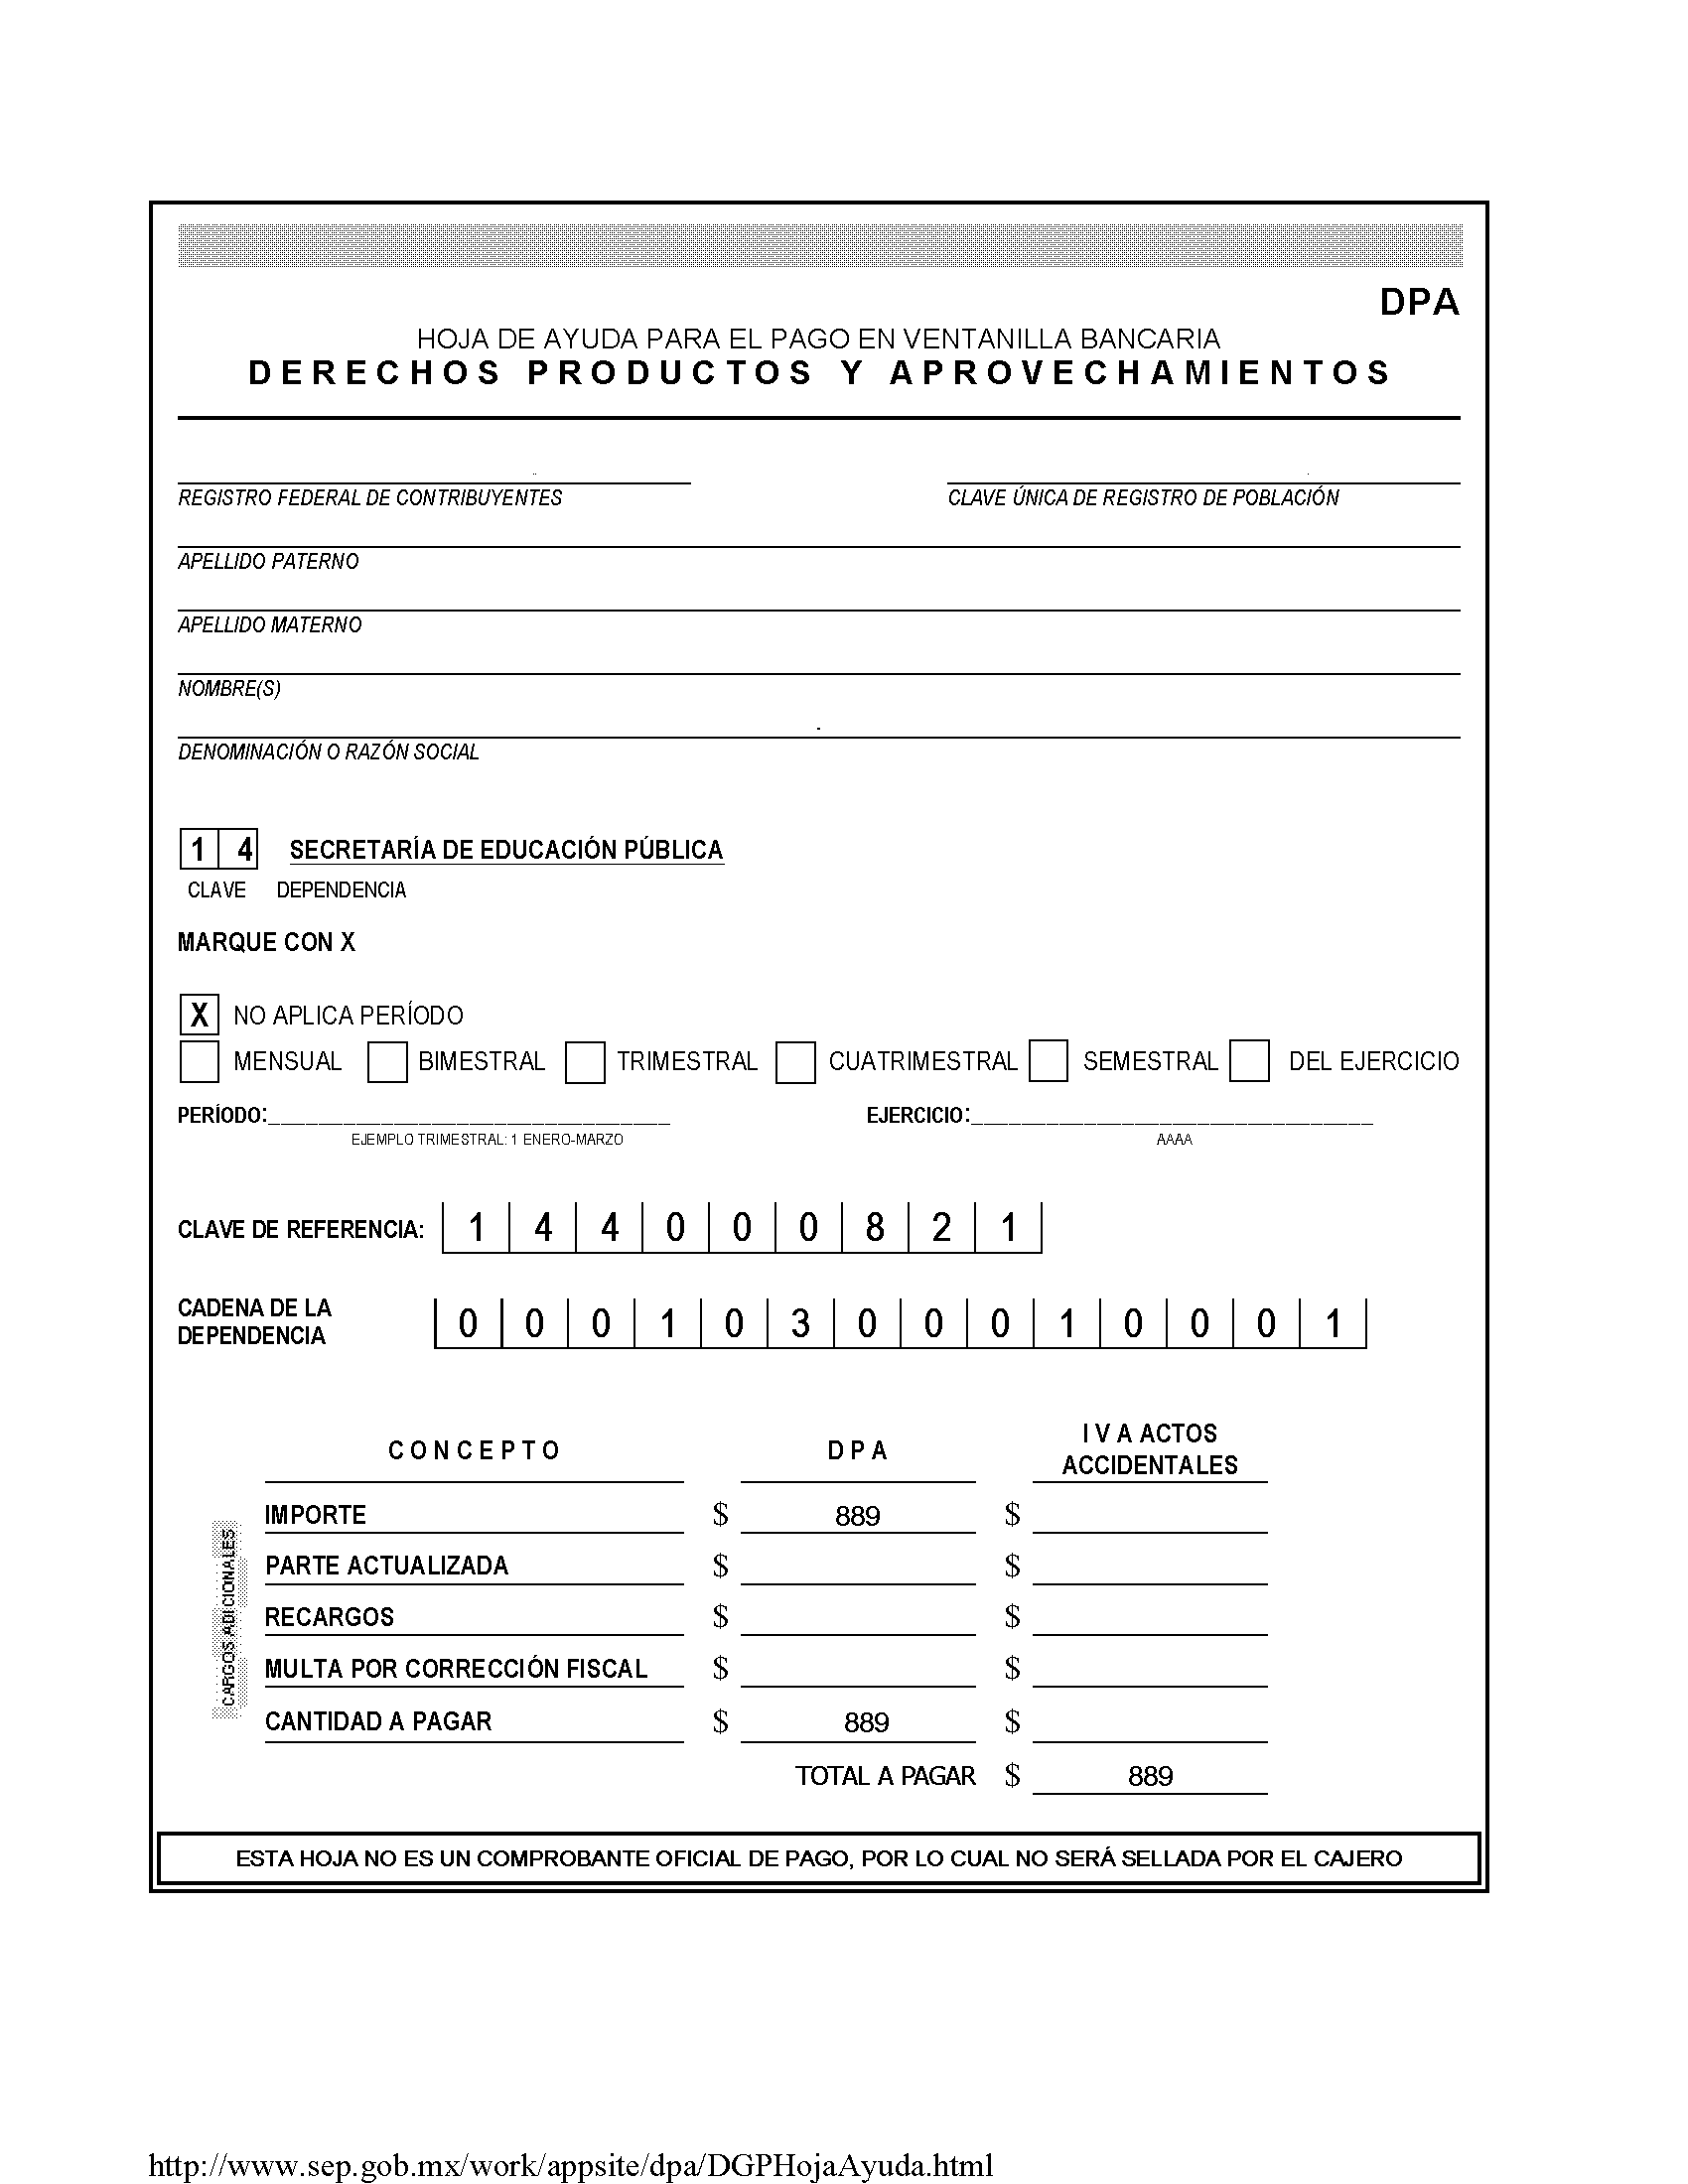 DPA
HOJA DE AYUDA PARA EL PAGO EN VENTANILLA BANCARIA
DERECHOS PRODUCTOS Y APROVECHAMIENTOS
REGISTRO FEDERAL DE CONTRIBUYENTES CLAVE ÚNICA DE REGISTRO DE POBLACIÓN
APELLIDO PATERNO
APELLIDO MATERNO
NOMBRE(S)
DENOMINACIÓN O RAZÓN SOCIAL
1 4 SECRETARÍA DE EDUCACIÓN PÚBLICA
CLAVE DEPENDENCIA
MARQUE CON X
X NO APLICA PERÍODO
MENSUAL BIMESTRAL TRIMESTRAL CUATRIMESTRAL SEMESTRAL DEL EJERCICIO
PERÍODO:________________________________ EJERCICIO:________________________________
EJEMPLO TRIMESTRAL: 1 ENERO-MARZO AAAA
CLAVE DE REFERENCIA: 1 4 4 0 0 0 8 2 1
CADENA DE LA
DEPENDENCIA 0 0 0 1 0 3 0 0 0 1 0 0 0 1
CONCEPTO DPA I V A ACTOS
ACCIDENTALES
CARGOS ADICIONALES
IMPORTE $ 889 $
PARTE ACTUALIZADA $ $
RECARGOS $ $
MULTA POR CORRECCIÓN FISCAL $ $
CANTIDAD A PAGAR $ 889 $
TOTAL A PAGAR $ 889
ESTA HOJA NO ES UN COMPROBANTE OFICIAL DE PAGO, POR LO CUAL NO SERÁ SELLADA POR EL CAJERO
http://www.sep.gob.mx/work/appsite/dpa/DGPHojaAyuda.html